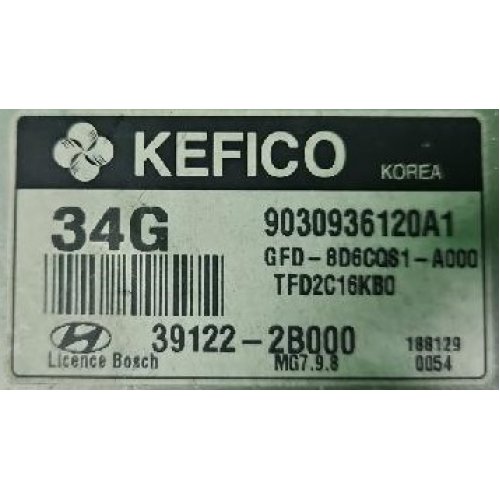 KEFICO KOREA
34G 9030936120A1
GFD-8D6CQS1-A000
TFD2C16KB0
39122-2B000 188129
Licence Bosch MG7.9.8 0054